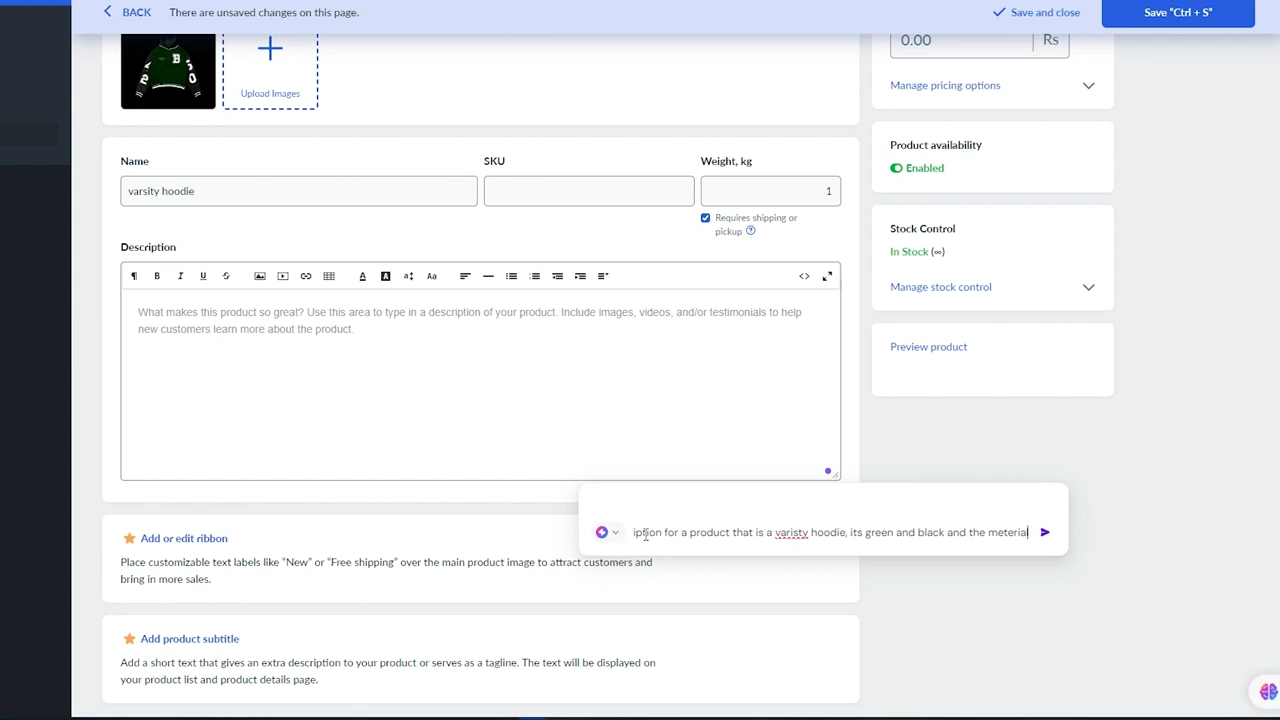 BACK
There are unsaved changes on this page.
Save and close
Save “Ctrl + S”
B
Upload Images
0.00
Rs
Manage pricing options
Name
SKU
Weight, kg
varsity hoodie
1
Requires shipping or
pickup
Description
B I U S
Aa
What makes this product so great? Use this area to type in a description of your product. Include images, videos, and/or testimonials to help
new customers learn more about the product.
Product availability
Enabled
Stock Control
In Stock (∞)
Manage stock control
Preview product
iption for a product that is a varisty hoodie, its green and black and the meterial
Add or edit ribbon
Place customizable text labels like “New” or “Free shipping” over the main product image to attract customers and
bring in more sales.
Add product subtitle
Add a short text that gives an extra description to your product or serves as a tagline. The text will be displayed on
your product list and product details page.